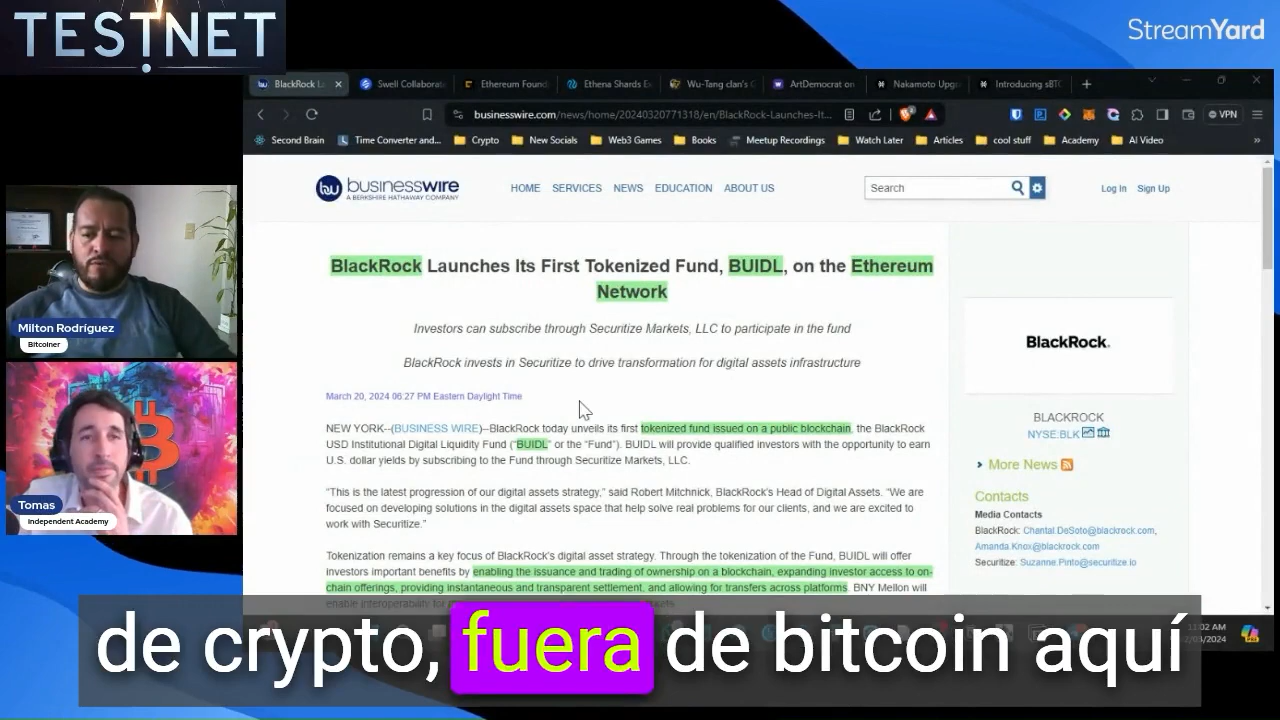 TESTNET
StreamYard
BlackRock La
Swell Collaborat
Ethereum Found
Ethena Shards E
Wu-Tang clan's
ArtDemocrat on
Nakamoto Upg
Introducing sBTC
businesswire.com/news/home/20240320771318/en/BlackRock-Launches-It...
VPN
Second Brain
Time Converter and...
Crypto
New Socials
Web3 Games
Books
Meetup Recordings
Watch Later
Articles
cool stuff
Academy
AI Video
businesswire
A BERKSHIRE HATHAWAY COMPANY
HOME SERVICES NEWS EDUCATION ABOUT US
Search
Log In Sign Up
BlackRock Launches Its First Tokenized Fund, BUIDL, on the Ethereum
Network
Investors can subscribe through Securitize Markets, LLC to participate in the fund
BlackRock invests in Securitize to drive transformation for digital assets infrastructure
March 20, 2024 06:27 PM Eastern Daylight Time
NEW YORK--(BUSINESS WIRE)--BlackRock today unveils its first tokenized fund issued on a public blockchain, the BlackRock
USD Institutional Digital Liquidity Fund ("BUIDL" or the "Fund"). BUIDL will provide qualified investors with the opportunity to earn
U.S. dollar yields by subscribing to the Fund through Securitize Markets, LLC.
"This is the latest progression of our digital assets strategy," said Robert Mitchnick, BlackRock's Head of Digital Assets. "We are
focused on developing solutions in the digital assets space that help solve real problems for our clients, and we are excited to
work with Securitize."
Tokenization remains a key focus of BlackRock's digital asset strategy. Through the tokenization of the Fund, BUIDL will offer
investors important benefits by enabling the issuance and trading of ownership on a blockchain, expanding investor access to on-
chain offerings, providing instantaneous and transparent settlement, and allowing for transfers across platforms. BNY Mellon will
BlackRock.
BLACKROCK
NYSE:BLK
More News
Contacts
Media Contacts
BlackRock: Chantal.DeSoto@blackrock.com,
Amanda.Knox@blackrock.com
Securitize: Suzanne.Pinto@securitize.io
Milton Rodríguez
Bitcoiner
Tomas
Independent Academy
de crypto, fuera de bitcoin aquí